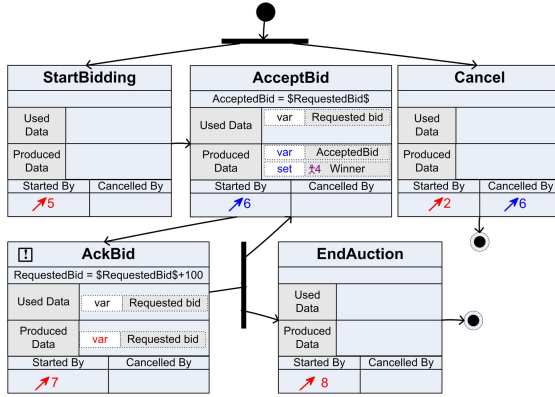 StartBidding
Used
Data
Produced
Data
Started By
Cancelled By
5
AcceptBid
AcceptedBid = $RequestedBid$
Used Data
var
Requested bid
Produced
Data
var
AcceptedBid
set
4
Winner
Started By
Cancelled By
6
Cancel
Used
Data
Produced
Data
Started By
Cancelled By
2
6
!
AckBid
RequestedBid = $RequestedBid$+100
Used Data
var
Requested bid
Produced
Data
var
Requested bid
Started By
Cancelled By
7
EndAuction
Used
Data
Produced
Data
Started By
Cancelled By
8